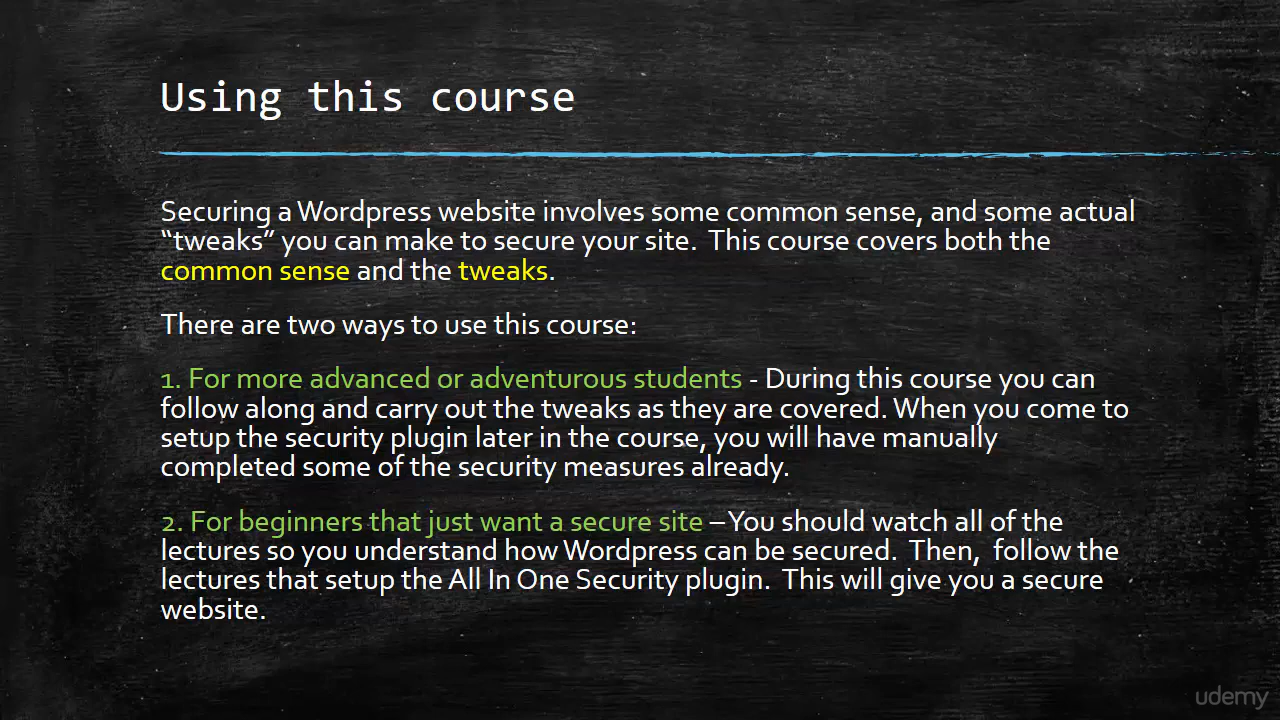 Using this course
Securing a Wordpress website involves some common sense, and some actual
“tweaks” you can make to secure your site.  This course covers both the
common sense and the tweaks.
There are two ways to use this course:
1. For more advanced or adventurous students - During this course you can
follow along and carry out the tweaks as they are covered. When you come to
setup the security plugin later in the course, you will have manually
completed some of the security measures already.
2. For beginners that just want a secure site – You should watch all of the
lectures so you understand how Wordpress can be secured.  Then,  follow the
lectures that setup the All In One Security plugin.  This will give you a secure
website.
udemy